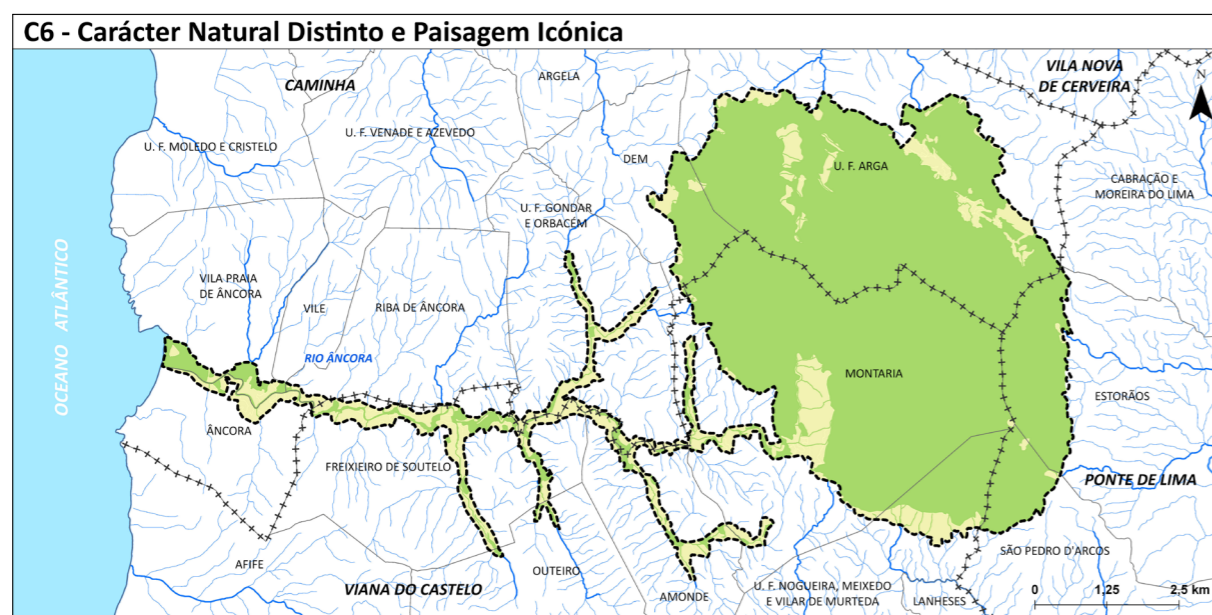 C6 - Carácter Natural Distinto e Paisagem Icónica
CAMINHA
ARGELA
VILA NOVA
DE CERVEIRA
N
U. F. VENADE E AZEVEDO
U. F. MOLEDO E CRISTELO
DEM
U. F. ARGA
CABRAÇÃO E
MOREIRA DO LIMA
U. F. GONDAR
E ORBACÉM
OCEANO ATLÂNTICO
VILA PRAIA
DE ÂNCORA
VILE
RIBA DE ÂNCORA
RIO ÂNCORA
MONTARIA
ESTORÃOS
ÂNCORA
FREIXIEIRO DE SOUTELO
PONTE DE LIMA
SÃO PEDRO D'ARCOS
AFIFE
OUTEIRO
VIANA DO CASTELO
AMONDE
U. F. NOGUEIRA, MEIXEDO
E VILAR DE MURTEDA
LANHESES
0 1,25 2,5 km